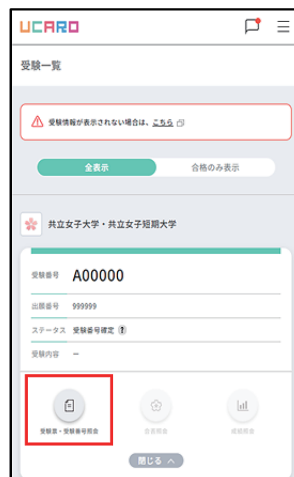 UCARO
受験一覧
受験情報が表示されない場合は、こちら
全表示
合格のみ表示
共立女子大学・共立女子短期大学
受験番号 A00000
出願番号 999999
ステータス 受験番号確定
受験内容 −
受験票・受験番号照会
合否照会
成績照会
閉じる